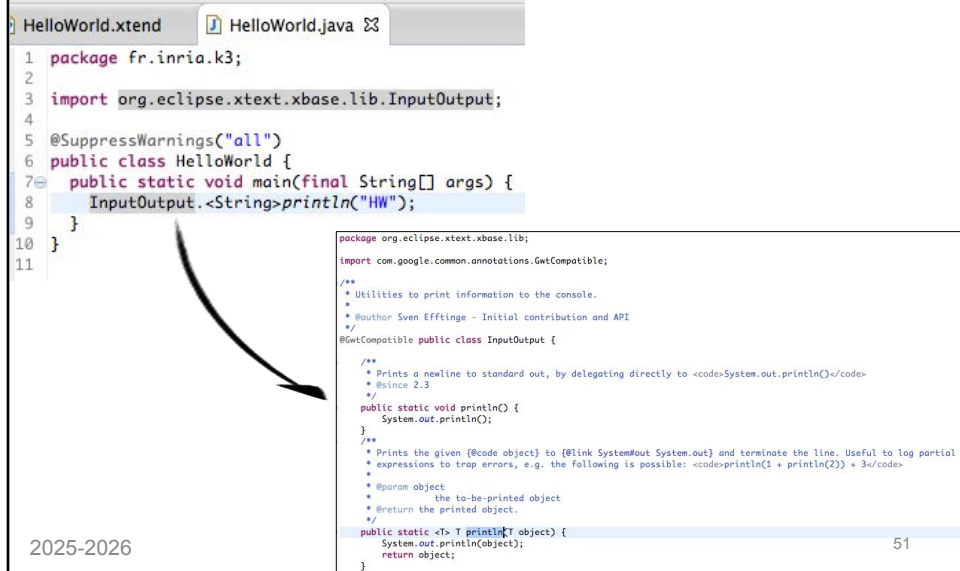 HelloWorld.xtend HelloWorld.java
1 package fr.inria.k3;
2
3 import org.eclipse.xtext.xbase.lib.InputOutput;
4
5 @SuppressWarnings("all")
6 public class HelloWorld {
7 public static void main(final String[] args) {
8 InputOutput.<String>println("HW");
9 }
10 }
11
package org.eclipse.xtext.xbase.lib;
import com.google.common.annotations.GwtCompatible;
/**
* Utilities to print information to the console.
*
* @author Sven Efftinge - Initial contribution and API
*/
@GwtCompatible public class InputOutput {
/**
* Prints a newline to standard out, by delegating directly to <code>System.out.println()</code>
* @since 2.3
*/
public static void println() {
System.out.println();
}
/**
* Prints the given {@code object} to {@link System#out System.out} and terminate the line. Useful to log partial
* expressions to trap errors, e.g. the following is possible: <code>println(1 + println(2)) + 3</code>
*
* @param object
* the to-be-printed object
* @return the printed object.
*/
public static <T> T println(T object) {
System.out.println(object);
return object;
}
2025-2026
51